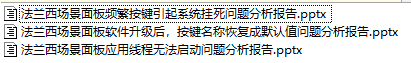 法兰西场景面板频繁按键引起系统挂死问题分析报告.pptx
法兰西场景面板软件升级后，按键名称恢复成默认值问题分析报告.pptx
法兰西场景面板应用线程无法启动问题分析报告.pptx